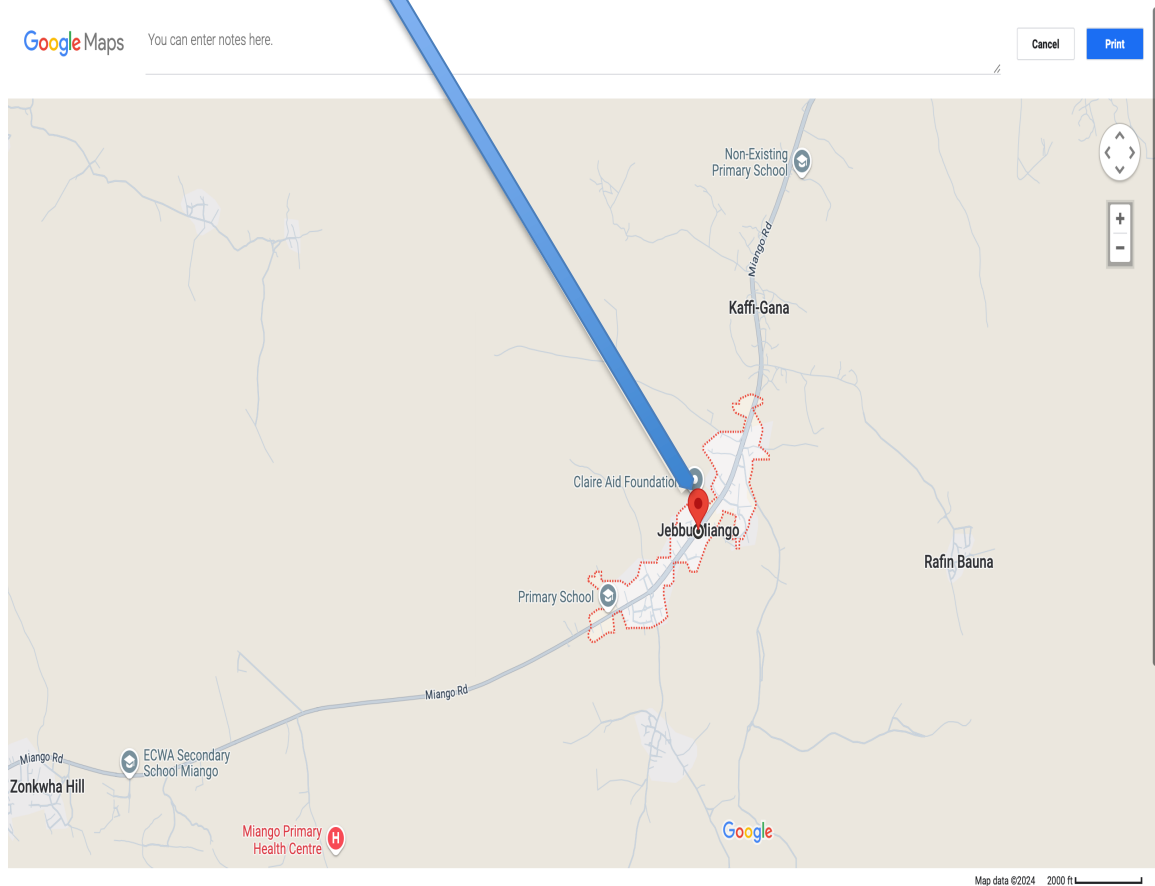 Google Maps
You can enter notes here.
Cancel
Print
Non-Existing
Primary School
Miango Rd
Kaffi-Gana
Claire Aid Foundation
Jebbu Miango
Rafin Bauna
Primary School
Miango Rd
Miango Rd
ECWA Secondary
School Miango
Zonkwha Hill
Miango Primary
Health Centre
H
Google
Map data ©2024 2000 ft